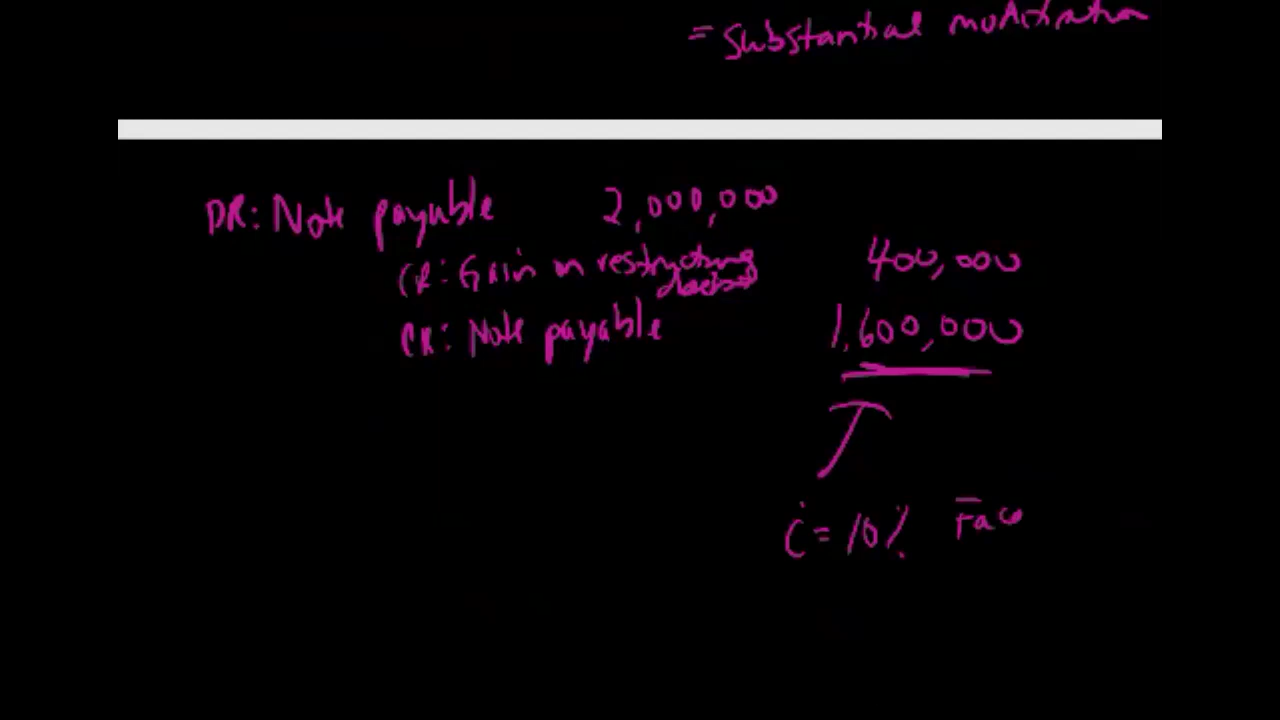 = Substantial modification
DR: Note payable 2,000,000
CR: Gain on restructuring debt 400,000
CR: Note payable 1,600,000
i = 10% Face